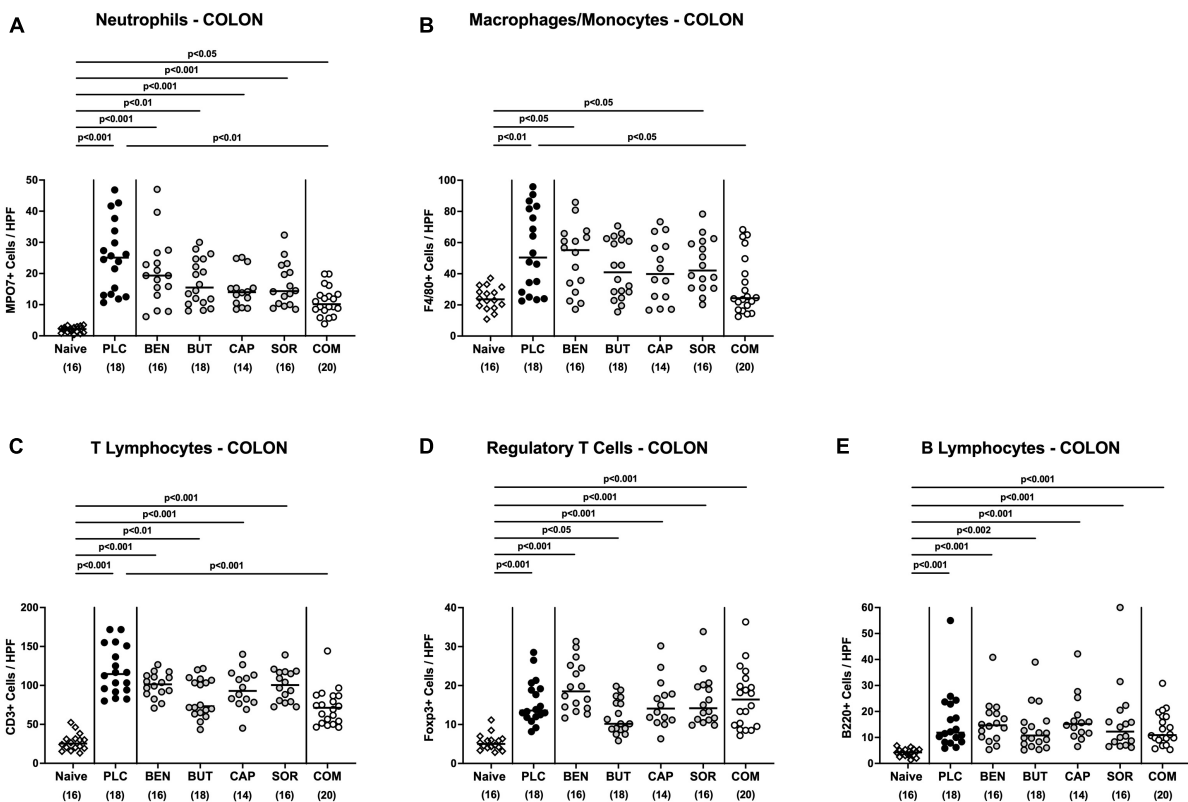 A
Neutrophils - COLON
p<0.05
p<0.001
p<0.001
p<0.01
p<0.001
p<0.001
p<0.01
MPO7+ Cells / HPF
50
40
30
20
10
0
Naive PLC BEN BUT CAP SOR COM
(16) (18) (16) (18) (14) (16) (20)
B
Macrophages/Monocytes - COLON
p<0.05
p<0.05
p<0.01
p<0.05
F4/80+ Cells / HPF
100
80
60
40
20
0
Naive PLC BEN BUT CAP SOR COM
(16) (18) (16) (18) (14) (16) (20)
C
T Lymphocytes - COLON
p<0.001
p<0.001
p<0.01
p<0.001
p<0.001
p<0.001
CD3+ Cells / HPF
200
150
100
50
0
Naive PLC BEN BUT CAP SOR COM
(16) (18) (16) (18) (14) (16) (20)
D
Regulatory T Cells - COLON
p<0.001
p<0.001
p<0.001
p<0.05
p<0.001
p<0.001
Foxp3+ Cells / HPF
40
30
20
10
0
Naive PLC BEN BUT CAP SOR COM
(16) (18) (16) (18) (14) (16) (20)
E
B Lymphocytes - COLON
p<0.001
p<0.001
p<0.001
p<0.002
p<0.001
p<0.001
B220+ Cells / HPF
60
50
40
30
20
10
0
Naive PLC BEN BUT CAP SOR COM
(16) (18) (16) (18) (14) (16) (20)